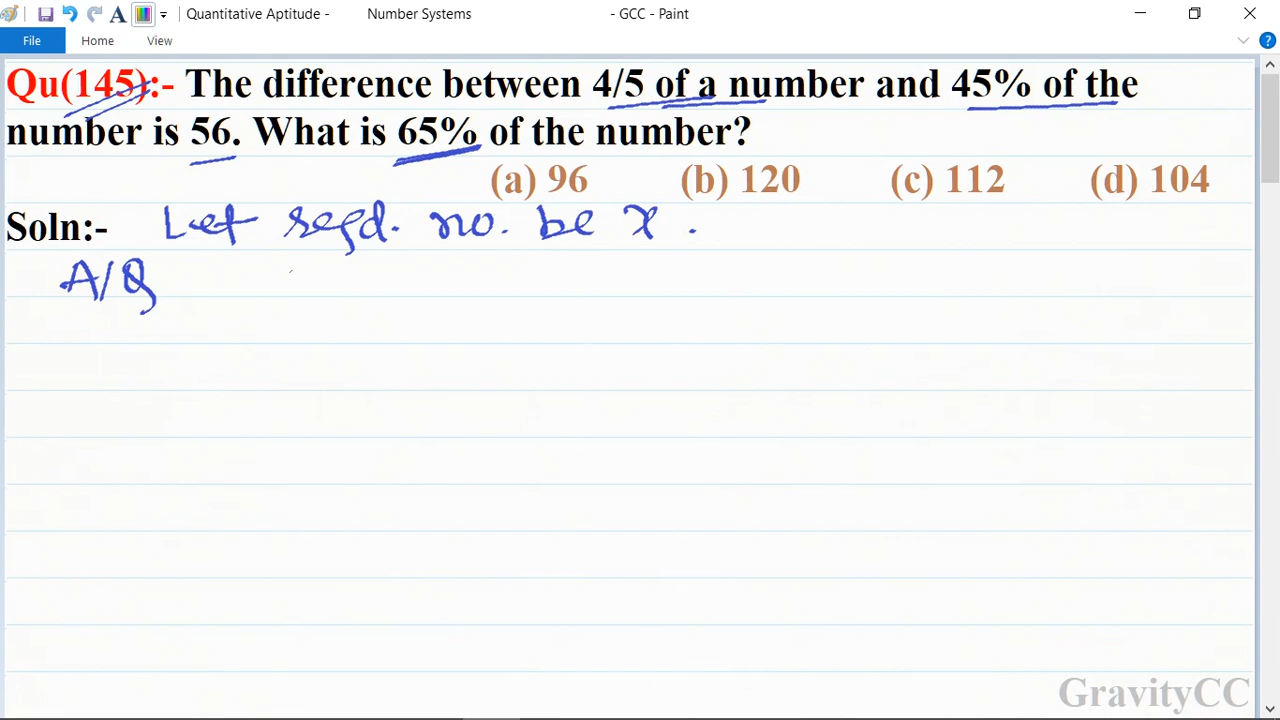 Quantitative Aptitude - Number Systems - GCC - Paint
File Home View
Qu(145):- The difference between 4/5 of a number and 45% of the
number is 56. What is 65% of the number?
(a) 96 (b) 120 (c) 112 (d) 104
Soln:- Let reqd. no. be x .
A/Q
GravityCC